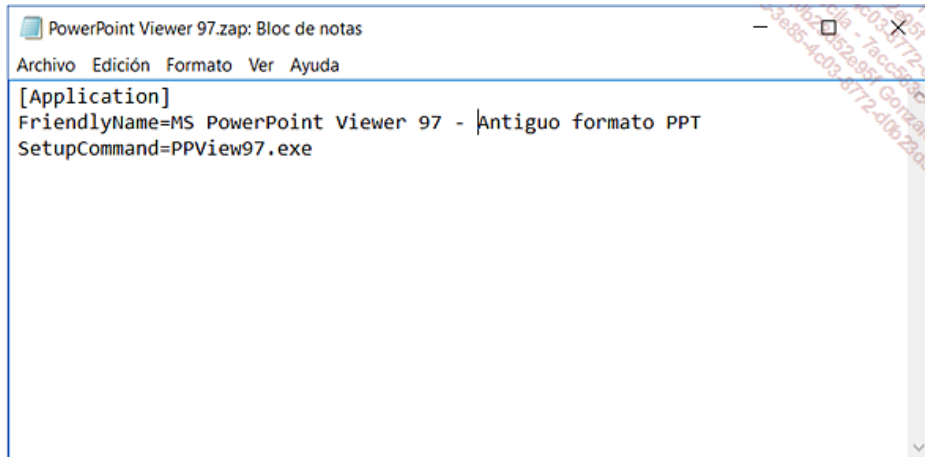 PowerPoint Viewer 97.zap: Bloc de notas
Archivo Edición Formato Ver Ayuda
[Application]
FriendlyName=MS PowerPoint Viewer 97 - Antiguo formato PPT
SetupCommand=PPView97.exe